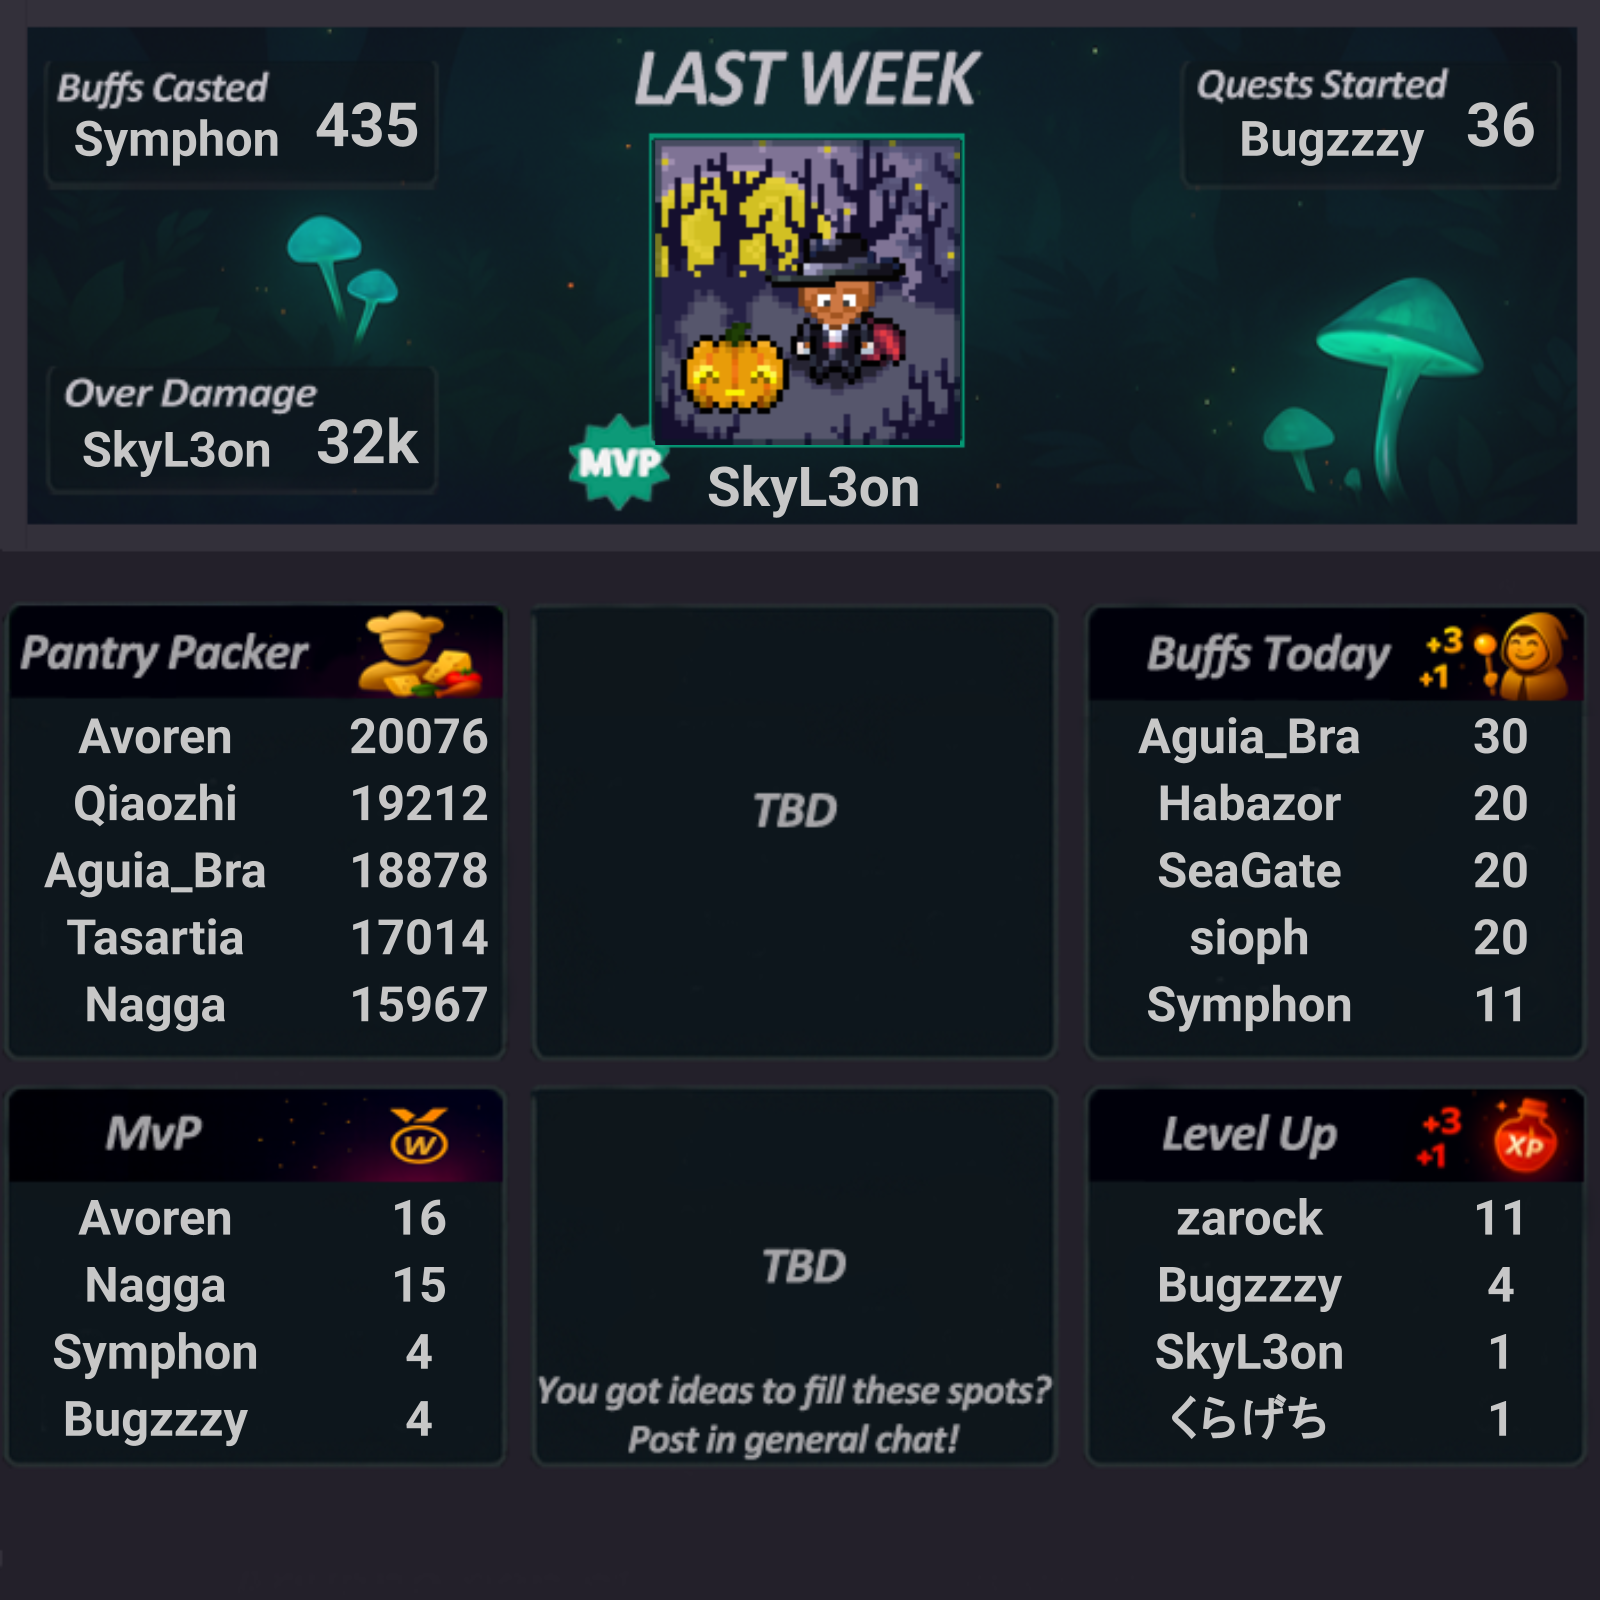 LAST WEEK
Buffs Casted
Symphon 435
Quests Started
Bugzzzy 36
Over Damage
SkyL3on 32k
MVP
SkyL3on
Pantry Packer
Avoren 20076
Qiaozhi 19212
Aguia_Bra 18878
Tasartia 17014
Nagga 15967
TBD
Buffs Today +3 +1
Aguia_Bra 30
Habazor 20
SeaGate 20
sioph 20
Symphon 11
MvP W
Avoren 16
Nagga 15
Symphon 4
Bugzzzy 4
TBD
You got ideas to fill these spots?
Post in general chat!
Level Up +3 +1 XP
zarock 11
Bugzzzy 4
SkyL3on 1
くらげち 1